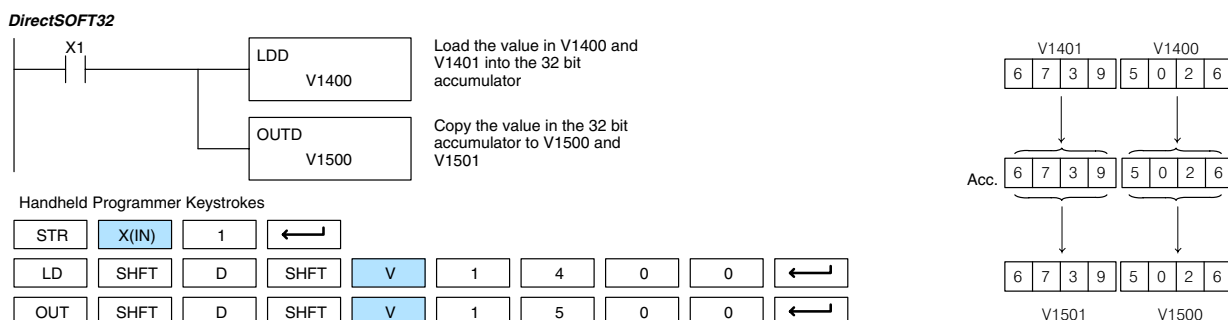 DirectSOFT32
X1
LDD
V1400
Load the value in V1400 and
V1401 into the 32 bit
accumulator
OUTD
V1500
Copy the value in the 32 bit
accumulator to V1500 and
V1501
V1401 V1400
6 7 3 9 5 0 2 6
Acc. 6 7 3 9 5 0 2 6
6 7 3 9 5 0 2 6
V1501 V1500
Handheld Programmer Keystrokes
STR X(IN) 1
LD SHFT D SHFT V 1 4 0 0
OUT SHFT D SHFT V 1 5 0 0